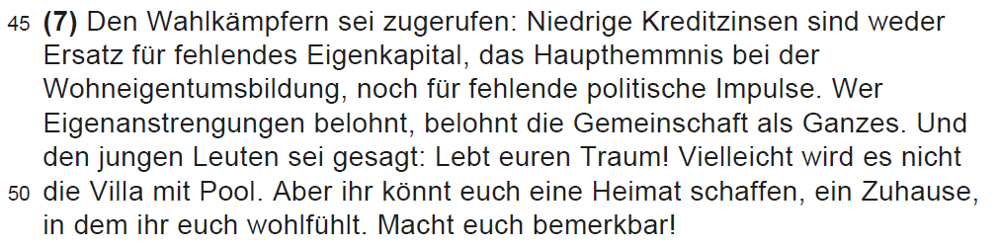 45 (7) Den Wahlkämpfern sei zugerufen: Niedrige Kreditzinsen sind weder
Ersatz für fehlendes Eigenkapital, das Haupthemmnis bei der
Wohneigentumsbildung, noch für fehlende politische Impulse. Wer
Eigenanstrengungen belohnt, belohnt die Gemeinschaft als Ganzes. Und
den jungen Leuten sei gesagt: Lebt euren Traum! Vielleicht wird es nicht
50 die Villa mit Pool. Aber ihr könnt euch eine Heimat schaffen, ein Zuhause,
in dem ihr euch wohlfühlt. Macht euch bemerkbar!